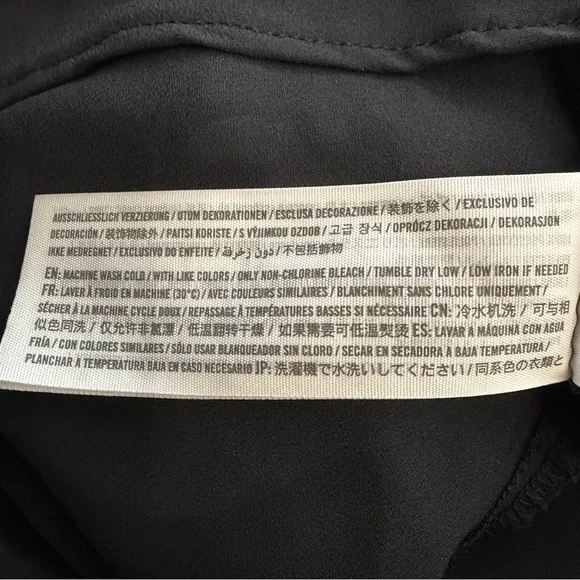 AUSSCHLIESSLICH VERZIERUNG / UTOM DEKORATIONEN / ESCLUSA DECORAZIONE / 装飾を除く / EXCLUSIVO DE
DECORACIÓN / 装饰物除外 / PAITSI KORISTE / S VÝJIMKOU OZDOB / 고급 장식 / OPRÓCZ DEKORACJI / DEKORASJON
IKKE MEDREGNET / EXCLUSIVO DO ENFEITE / دون زخرفة / 不包括飾物
EN: MACHINE WASH COLD / WITH LIKE COLORS / ONLY NON-CHLORINE BLEACH / TUMBLE DRY LOW / LOW IRON IF NEEDED
FR: LAVER À FROID EN MACHINE (30°C) / AVEC COULEURS SIMILAIRES / BLANCHIMENT SANS CHLORE UNIQUEMENT /
SÉCHER À LA MACHINE CYCLE DOUX / REPASSAGE À TEMPÉRATURES BASSES SI NÉCESSAIRE CN: 冷水机洗 / 可与相
似色同洗 / 仅允许非氯漂 / 低温翻转干燥 / 如果需要可低温熨烫 ES: LAVAR A MÁQUINA CON AGUA
FRÍA / CON COLORES SIMILARES / SÓLO USAR BLANQUEADOR SIN CLORO / SECAR EN SECADORA A BAJA TEMPERATURA /
PLANCHAR A TEMPERATURA BAJA EN CASO NECESARIO JP: 洗濯機で水洗いしてください / 同系色の衣類と